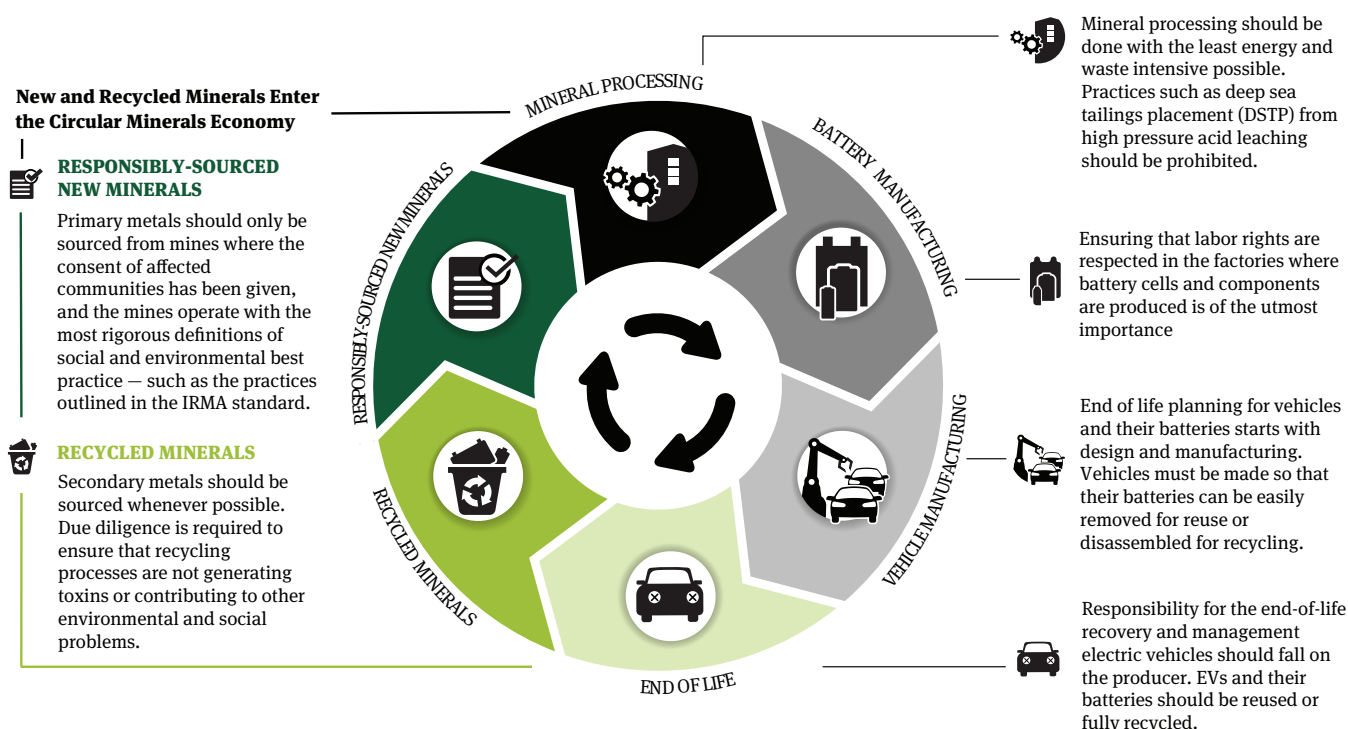 New and Recycled Minerals Enter
the Circular Minerals Economy
RESPONSIBLY-SOURCED
NEW MINERALS
Primary metals should only be
sourced from mines where the
consent of affected
communities has been given,
and the mines operate with the
most rigorous definitions of
social and environmental best
practice — such as the practices
outlined in the IRMA standard.
RECYCLED MINERALS
Secondary metals should be
sourced whenever possible.
Due diligence is required to
ensure that recycling
processes are not generating
toxins or contributing to other
environmental and social
problems.
MINERAL PROCESSING
BATTERY MANUFACTURING
VEHICLE MANUFACTURING
END OF LIFE
RECYCLED MINERALS
RESPONSIBLY-SOURCED NEW MINERALS
Mineral processing should be
done with the least energy and
waste intensive possible.
Practices such as deep sea
tailings placement (DSTP) from
high pressure acid leaching
should be prohibited.
Ensuring that labor rights are
respected in the factories where
battery cells and components
are produced is of the utmost
importance
End of life planning for vehicles
and their batteries starts with
design and manufacturing.
Vehicles must be made so that
their batteries can be easily
removed for reuse or
disassembled for recycling.
Responsibility for the end-of-life
recovery and management
electric vehicles should fall on
the producer. EVs and their
batteries should be reused or
fully recycled.